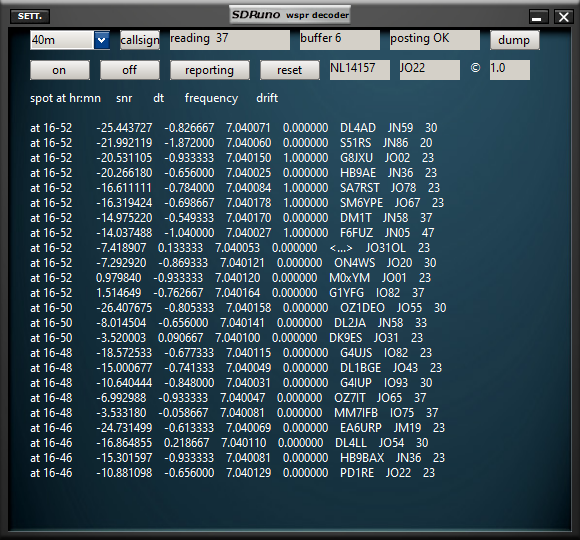 SETT. SDRuno wspr decoder
40m callsign reading 37 buffer 6 posting OK dump
on off reporting reset NL14157 JO22 © 1.0
spot at hr:mn snr dt frequency drift
at 16-52 -25.443727 -0.826667 7.040071 0.000000 DL4AD JN59 30
at 16-52 -21.992119 -1.872000 7.040060 0.000000 S51RS JN86 20
at 16-52 -20.531105 -0.933333 7.040150 1.000000 G8JXU JO02 23
at 16-52 -20.266180 -0.656000 7.040025 0.000000 HB9AE JN36 23
at 16-52 -16.611111 -0.784000 7.040084 1.000000 SA7RST JO78 23
at 16-52 -16.319424 -0.698667 7.040178 1.000000 SM6YPE JO67 23
at 16-52 -14.975220 -0.549333 7.040170 0.000000 DM1T JN58 37
at 16-52 -14.037488 -1.040000 7.040027 1.000000 F6FUZ JN05 47
at 16-52 -7.418907 0.133333 7.040053 0.000000 <...> JO31OL 23
at 16-52 -7.292920 -0.869333 7.040121 0.000000 ON4WS JO20 30
at 16-52 0.979840 -0.933333 7.040120 0.000000 M0xYM JO01 23
at 16-52 1.514649 -0.762667 7.040164 0.000000 G1YFG IO82 37
at 16-50 -26.407675 -0.805333 7.040158 0.000000 OZ1DEO JO55 30
at 16-50 -8.014504 -0.656000 7.040141 0.000000 DL2JA JN58 33
at 16-50 -3.520003 0.090667 7.040100 0.000000 DK9ES JO31 23
at 16-48 -18.572533 -0.677333 7.040115 0.000000 G4UJS IO82 23
at 16-48 -15.000677 -0.741333 7.040049 0.000000 DL1BGE JO43 23
at 16-48 -10.640444 -0.848000 7.040031 0.000000 G4IUP IO93 30
at 16-48 -6.992988 -0.933333 7.040047 0.000000 OZ7IT JO65 37
at 16-48 -3.533180 -0.058667 7.040081 0.000000 MM7IFB IO75 37
at 16-46 -24.731499 -0.613333 7.040069 0.000000 EA6URP JM19 23
at 16-46 -16.864855 0.218667 7.040110 0.000000 DL4LL JO54 30
at 16-46 -15.301597 -0.933333 7.040081 0.000000 HB9BAX JN36 23
at 16-46 -10.881098 -0.656000 7.040129 0.000000 PD1RE JO22 23